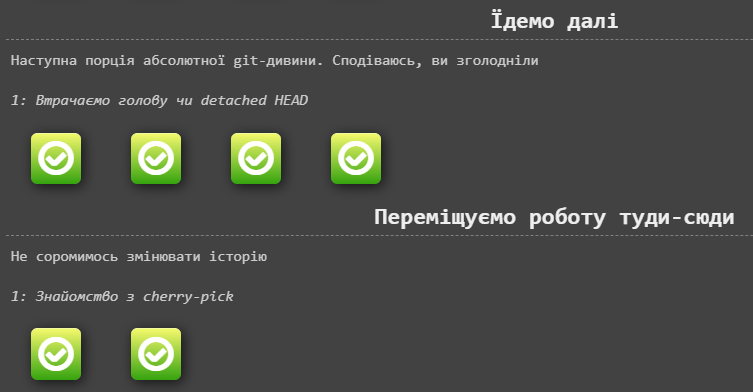 Їдемо далі
Наступна порція абсолютної git-дивини. Сподіваюсь, ви зголодніли
1: Втрачаємо голову чи detached HEAD
Переміщуємо роботу туди-сюди
Не соромимось змінювати історію
1: Знайомство з cherry-pick